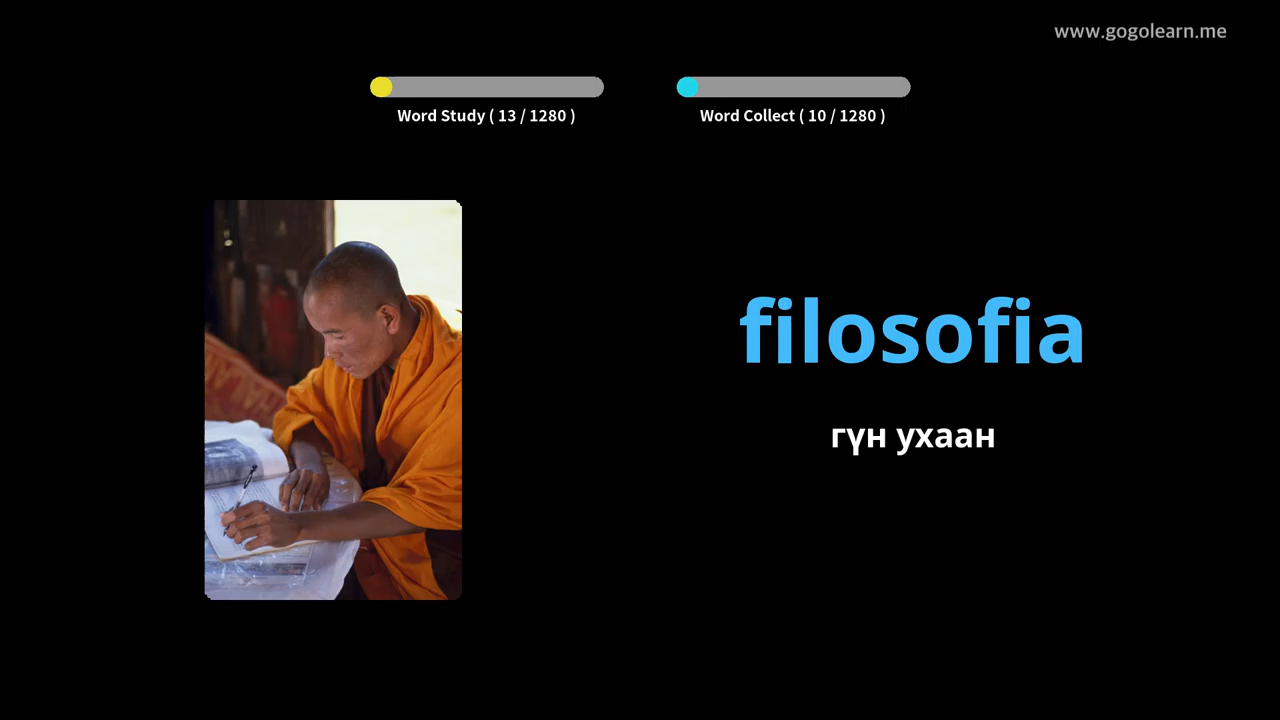 www.gogolearn.me
Word Study ( 13 / 1280 )
Word Collect ( 10 / 1280 )
filosofia
гүн ухаан